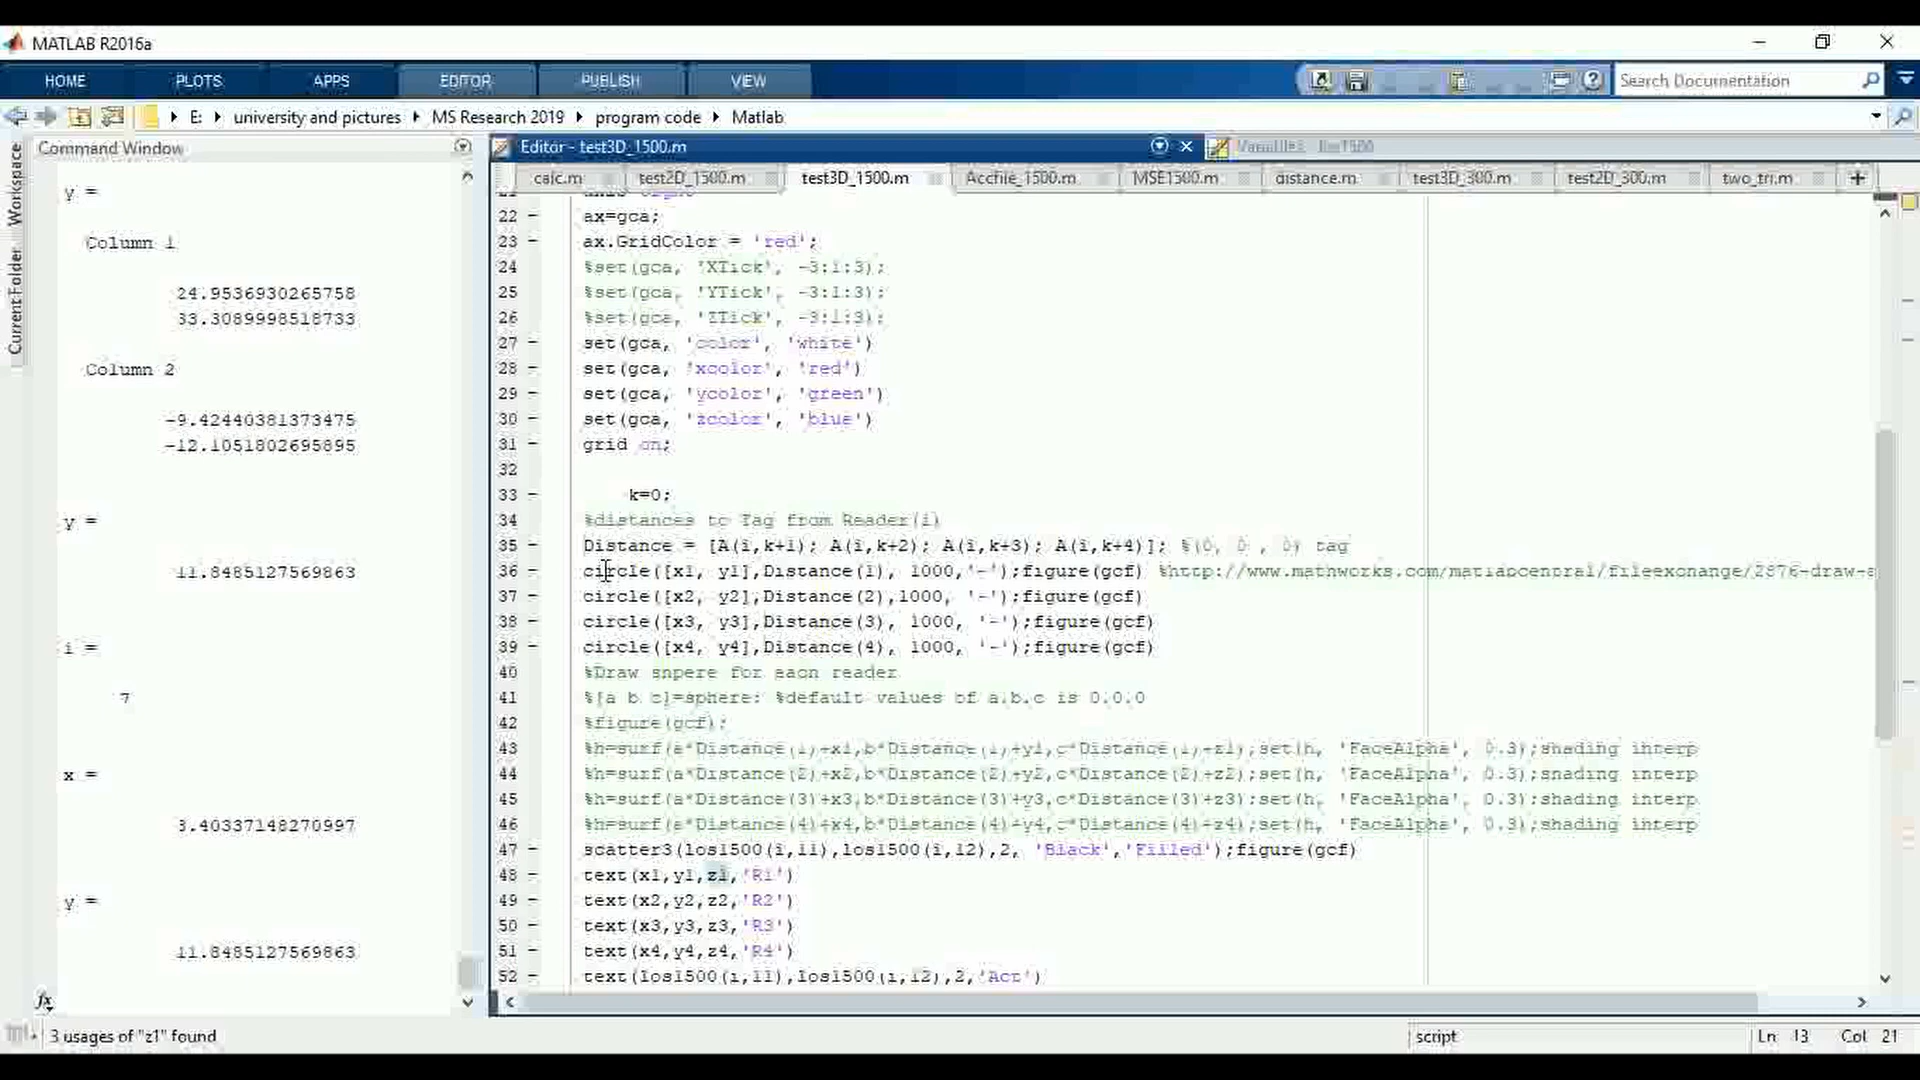 MATLAB R2016a
HOME PLOTS APPS EDITOR PUBLISH VIEW
Search Documentation
E: university and pictures MS Research 2019 program code Matlab
Workspace
Current Folder
Command Window
y =
Column 1
24.9536930265758
33.3089998518733
Column 2
-9.42440381373475
-12.1051802695895
y =
11.8485127569863
i =
7
x =
3.40337148270997
y =
11.8485127569863
fx
Editor - test3D_1500.m
calc.m test2D_1500.m test3D_1500.m Accfile_1500.m MSE1500.m distance.m test3D_300.m test2D_300.m two_tri.m
22 ax=gca;
23 ax.GridColor = 'red';
24 %set(gca, 'XTick', -3:1:3);
25 %set(gca, 'YTick', -3:1:3);
26 %set(gca, 'ZTick', -3:1:3);
27 set(gca, 'color', 'white')
28 set(gca, 'xcolor', 'red')
29 set(gca, 'ycolor', 'green')
30 set(gca, 'zcolor', 'blue')
31 grid on;
32
33 k=0;
34 %distances to Tag from Reader(i)
35 Distance = [A(i,k+1); A(i,k+2); A(i,k+3); A(i,k+4)]; %(0, 0 , 0) tag
36 circle([x1, y1],Distance(1), 1000,'-');figure(gcf) %http://www.mathworks.com/matlabcentral/fileexchange/2876-draw-a
37 circle([x2, y2],Distance(2),1000, '-');figure(gcf)
38 circle([x3, y3],Distance(3), 1000, '-');figure(gcf)
39 circle([x4, y4],Distance(4), 1000, '-');figure(gcf)
40 %Draw for reader
41 %[a b c]=sphere; %default values of a,b,c is 0,0,0
42 %figure(gcf);
43 %h=surf(a*Distance(1)+x1,b*Distance(1)+y1,c*Distance(1)+z1);set(h, 'FaceAlpha', 0.3);shading interp
44 %h=surf(a*Distance(2)+x2,b*Distance(2)+y2,c*Distance(2)+z2);set(h, 'FaceAlpha', 0.3);shading interp
45 %h=surf(a*Distance(3)+x3,b*Distance(3)+y3,c*Distance(3)+z3);set(h, 'FaceAlpha', 0.3);shading interp
46 %h=surf(a*Distance(4)+x4,b*Distance(4)+y4,c*Distance(4)+z4);set(h, 'FaceAlpha', 0.3);shading interp
47 scatter3(los1500(i,11),los1500(i,12),2, 'Black','Filled');figure(gcf)
48 text(x1,y1,z1,'R1')
49 text(x2,y2,z2,'R2')
50 text(x3,y3,z3,'R3')
51 text(x4,y4,z4,'R4')
52 text(los1500(i,11),los1500(i,12),2,'Act')
3 usages of "z1" found
script Ln 13 Col 21